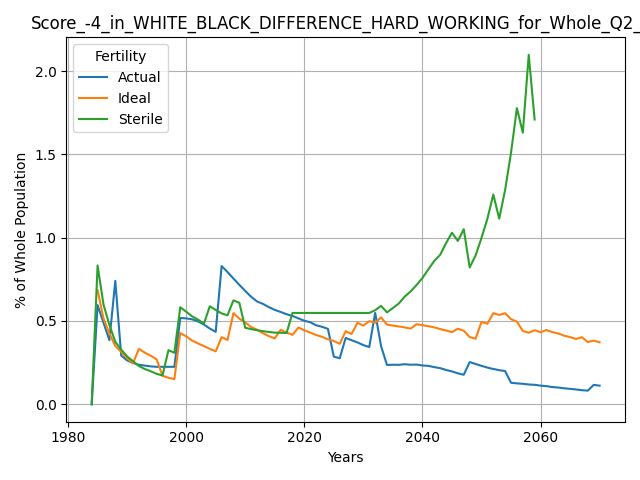 Score_-4_in_WHITE_BLACK_DIFFERENCE_HARD_WORKING_for_Whole_Q2_
Fertility
Actual
Ideal
Sterile
% of Whole Population
2.0
1.5
1.0
0.5
0.0
1980
2000
2020
2040
2060
Years